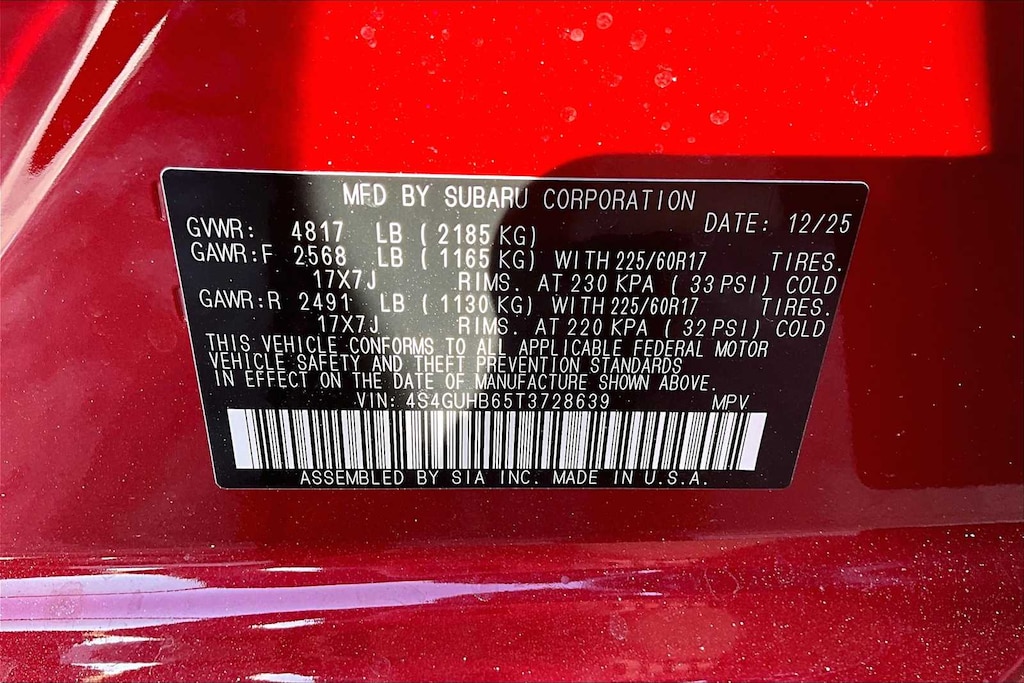 MFD BY SUBARU CORPORATION
DATE: 12/25
GVWR: 4817 LB ( 2185 KG)
GAWR:F 2568 LB ( 1165 KG) WITH 225/60R17 TIRES.
17X7J RIMS. AT 230 KPA ( 33 PSI) COLD
GAWR:R 2491 LB ( 1130 KG) WITH 225/60R17 TIRES.
17X7J RIMS. AT 220 KPA ( 32 PSI) COLD
THIS VEHICLE CONFORMS TO ALL APPLICABLE FEDERAL MOTOR
VEHICLE SAFETY AND THEFT PREVENTION STANDARDS
IN EFFECT ON THE DATE OF MANUFACTURE SHOWN ABOVE.
VIN: 4S4GUHB65T3728639 MPV
ASSEMBLED BY SIA INC. MADE IN U.S.A.